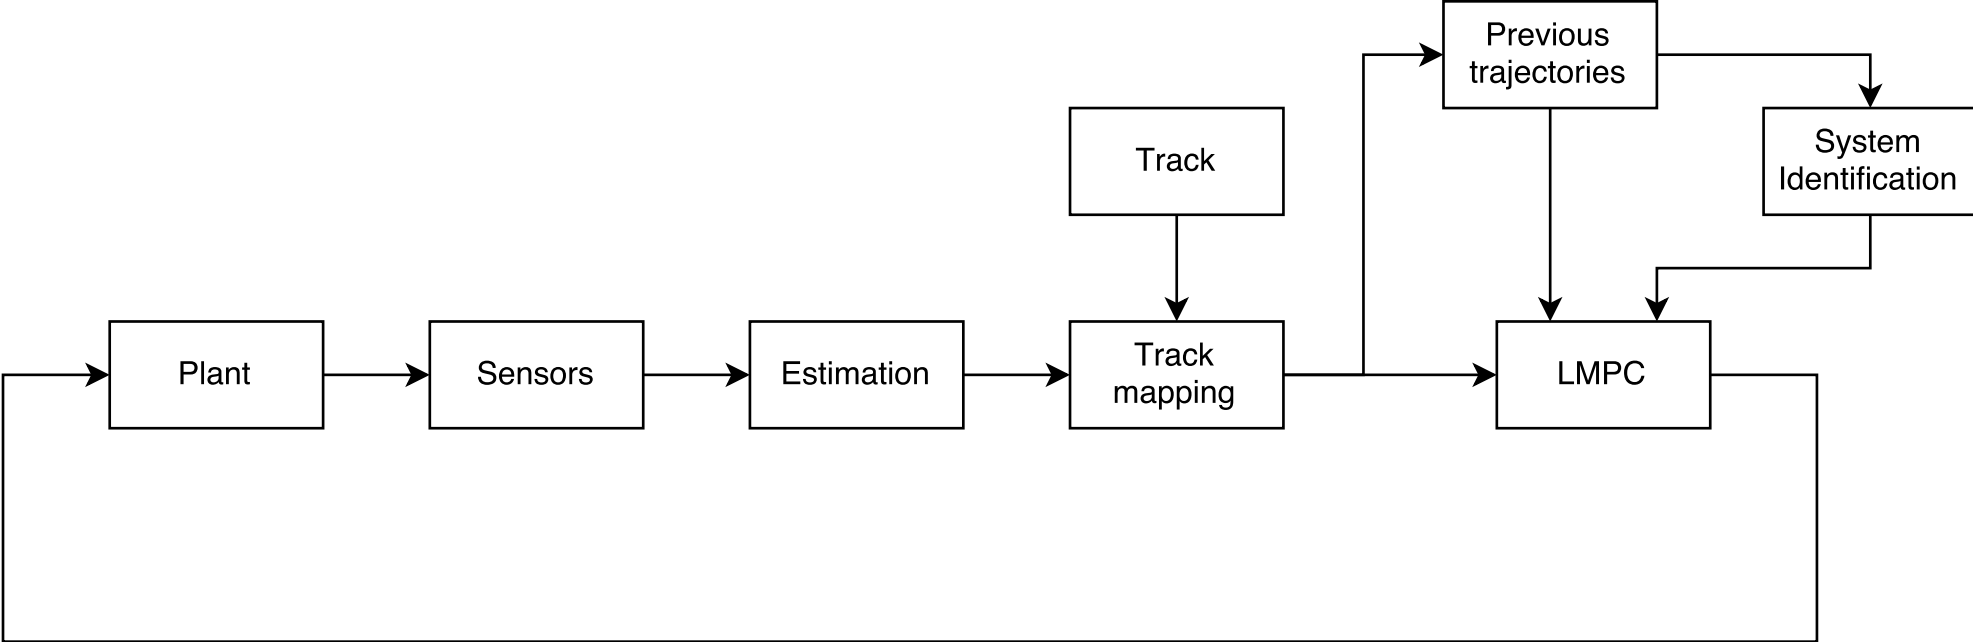 Previous
trajectories
Track
System
Identification
Plant
Sensors
Estimation
Track
mapping
LMPC